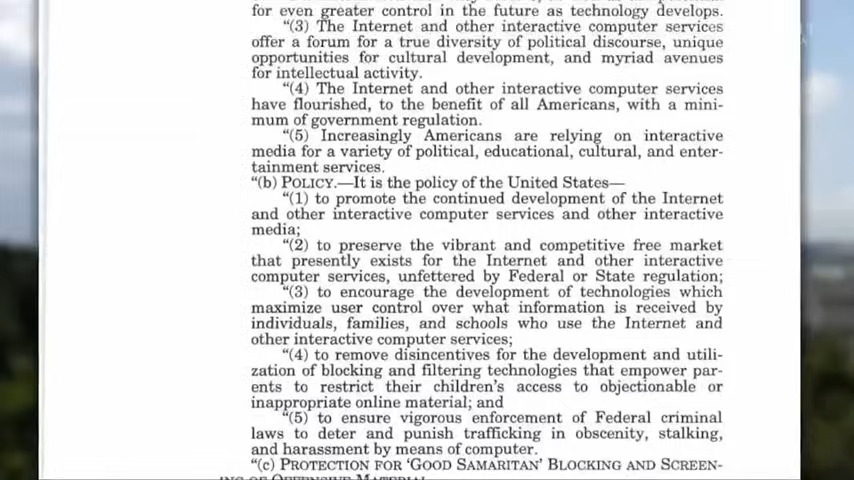 for even greater control in the future as technology develops.
“(3) The Internet and other interactive computer services
offer a forum for a true diversity of political discourse, unique
opportunities for cultural development, and myriad avenues
for intellectual activity.
“(4) The Internet and other interactive computer services
have flourished, to the benefit of all Americans, with a mini-
mum of government regulation.
“(5) Increasingly Americans are relying on interactive
media for a variety of political, educational, cultural, and enter-
tainment services.
“(b) POLICY.—It is the policy of the United States—
“(1) to promote the continued development of the Internet
and other interactive computer services and other interactive
media;
“(2) to preserve the vibrant and competitive free market
that presently exists for the Internet and other interactive
computer services, unfettered by Federal or State regulation;
“(3) to encourage the development of technologies which
maximize user control over what information is received by
individuals, families, and schools who use the Internet and
other interactive computer services;
“(4) to remove disincentives for the development and utili-
zation of blocking and filtering technologies that empower par-
ents to restrict their children’s access to objectionable or
inappropriate online material; and
“(5) to ensure vigorous enforcement of Federal criminal
laws to deter and punish trafficking in obscenity, stalking,
and harassment by means of computer.
“(c) PROTECTION FOR ‘GOOD SAMARITAN’ BLOCKING AND SCREEN-
ING OF OFFENSIVE MATERIAL